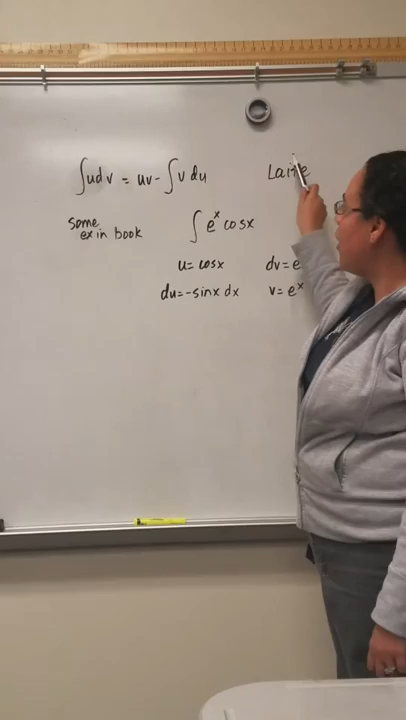 ∫udv = uv - ∫v du
Laite
some
ex in book
∫ e^x cosx
u = cosx
dv = e
du = -sinx dx
v = e^x